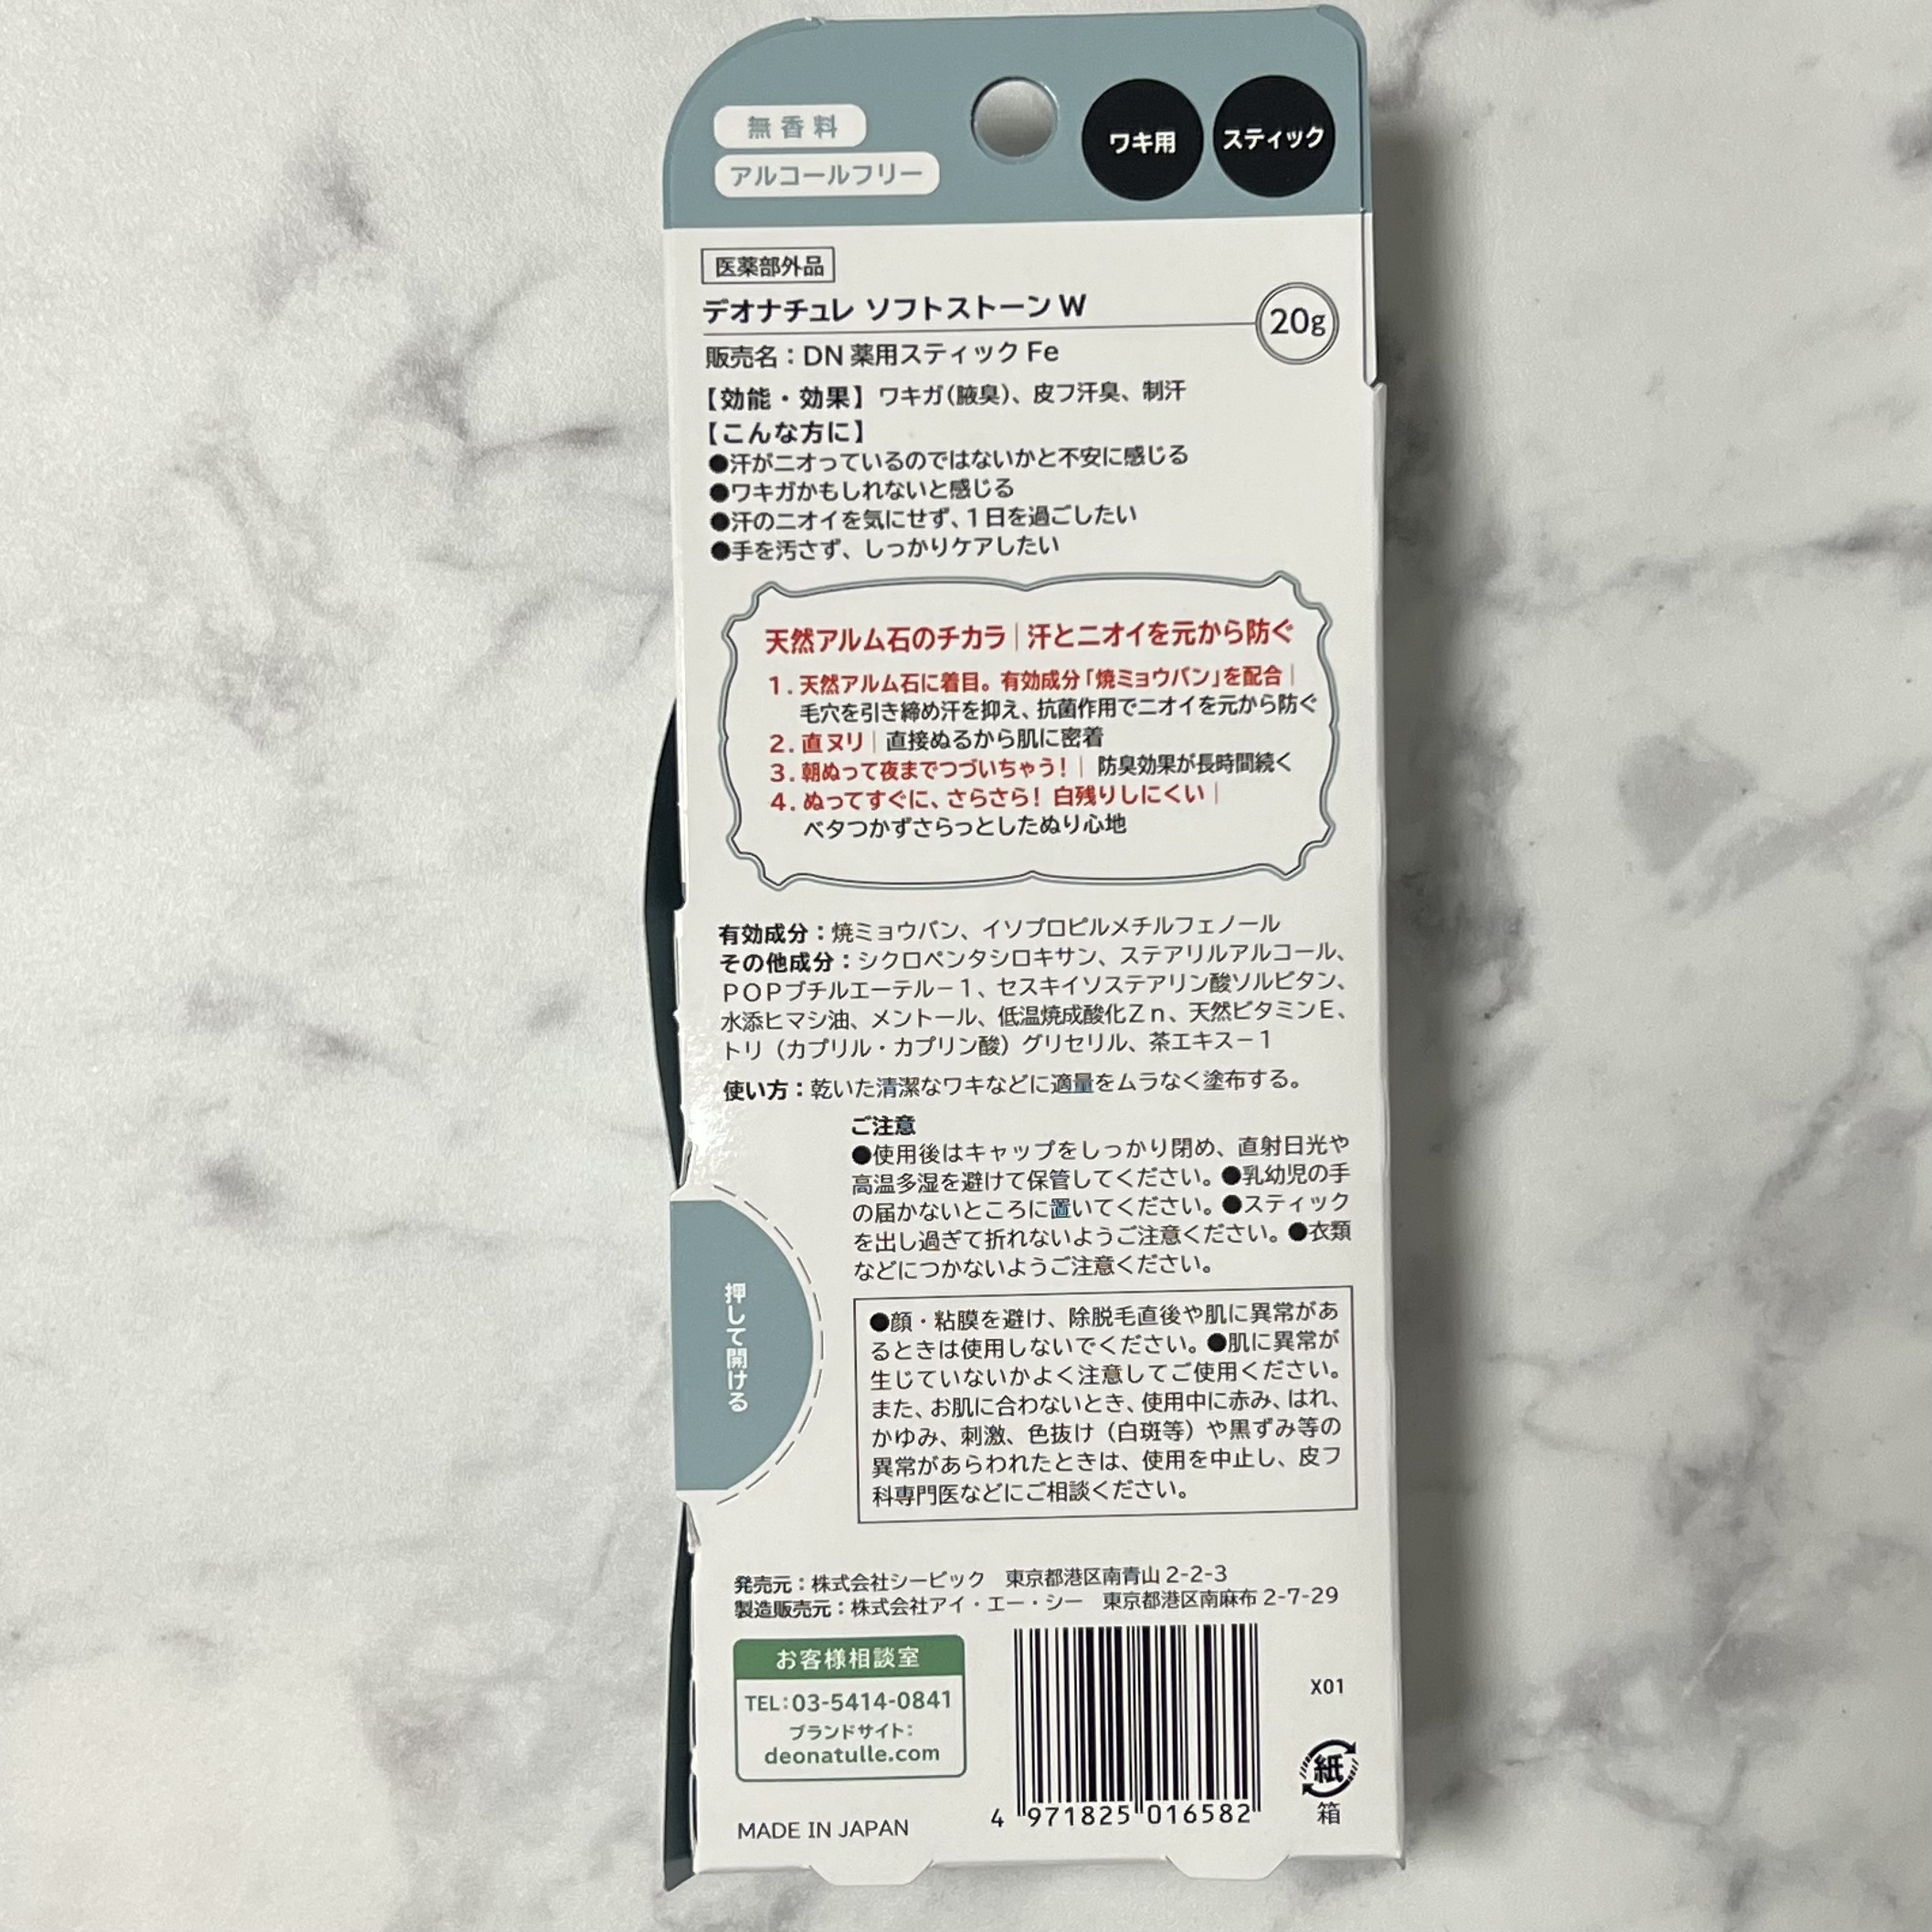 無香料
アルコールフリー
ワキ用
スティック
医薬部外品
デオナチュレ ソフトストーンW
20g
販売名：DN 薬用スティック Fe
【効能・効果】ワキガ(腋臭)、皮フ汗臭、制汗
【こんな方に】
●汗がニオっているのではないかと不安に感じる
●ワキガかもしれないと感じる
●汗のニオイを気にせず、1日を過ごしたい
●手を汚さず、しっかりケアしたい
天然アルム石のチカラ｜汗とニオイを元から防ぐ
1. 天然アルム石に着目。有効成分「焼ミョウバン」を配合｜
毛穴を引き締め汗を抑え、抗菌作用でニオイを元から防ぐ
2. 直ヌリ｜直接ぬるから肌に密着
3. 朝ぬって夜までつづいちゃう！｜防臭効果が長時間続く
4. ぬってすぐに、さらさら！白残りしにくい｜
ベタつかずさらっとしたぬり心地
有効成分：焼ミョウバン、イソプロピルメチルフェノール
その他成分：シクロペンタシロキサン、ステアリルアルコール、
ＰＯＰブチルエーテル－１、セスキイソステアリン酸ソルビタン、
水添ヒマシ油、メントール、低温焼成酸化Ｚｎ、天然ビタミンＥ、
トリ（カプリル・カプリン酸）グリセリル、茶エキス－１
使い方：乾いた清潔なワキなどに適量をムラなく塗布する。
ご注意
●使用後はキャップをしっかり閉め、直射日光や
高温多湿を避けて保管してください。●乳幼児の手
の届かないところに置いてください。●スティック
を出し過ぎて折れないようご注意ください。●衣類
などにつかないようご注意ください。
押して開ける
●顔・粘膜を避け、除脱毛直後や肌に異常があ
るときは使用しないでください。●肌に異常が
生じていないかよく注意してご使用ください。
また、お肌に合わないとき、使用中に赤み、はれ、
かゆみ、刺激、色抜け（白斑等）や黒ずみ等の
異常があらわれたときは、使用を中止し、皮フ
科専門医などにご相談ください。
発売元：株式会社シービック　東京都港区南青山 2-2-3
製造販売元：株式会社アイ・エー・シー　東京都港区南麻布 2-7-29
お客様相談室
TEL：03-5414-0841
ブランドサイト：
deonatulle.com
MADE IN JAPAN
4 971825 016582
X01
紙
箱